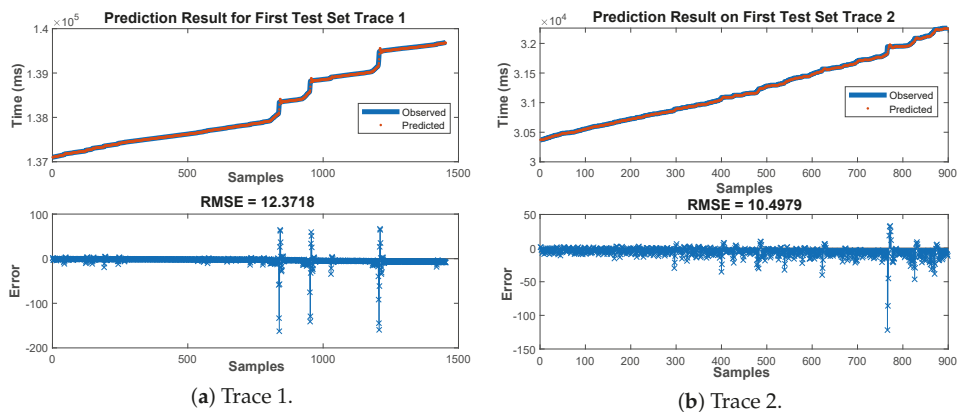 Prediction Result for First Test Set Trace 1
×10⁵
1.4
1.39
1.38
1.37
Time (ms)
Observed
Predicted
0
500
1000
1500
Samples
RMSE = 12.3718
100
0
-100
-200
Error
0
500
1000
1500
Samples
(a) Trace 1.
Prediction Result on First Test Set Trace 2
×10⁴
3.2
3.15
3.1
3.05
3
Time (ms)
Observed
Predicted
0
100
200
300
400
500
600
700
800
900
Samples
RMSE = 10.4979
50
0
-50
-100
-150
Error
0
100
200
300
400
500
600
700
800
900
Samples
(b) Trace 2.